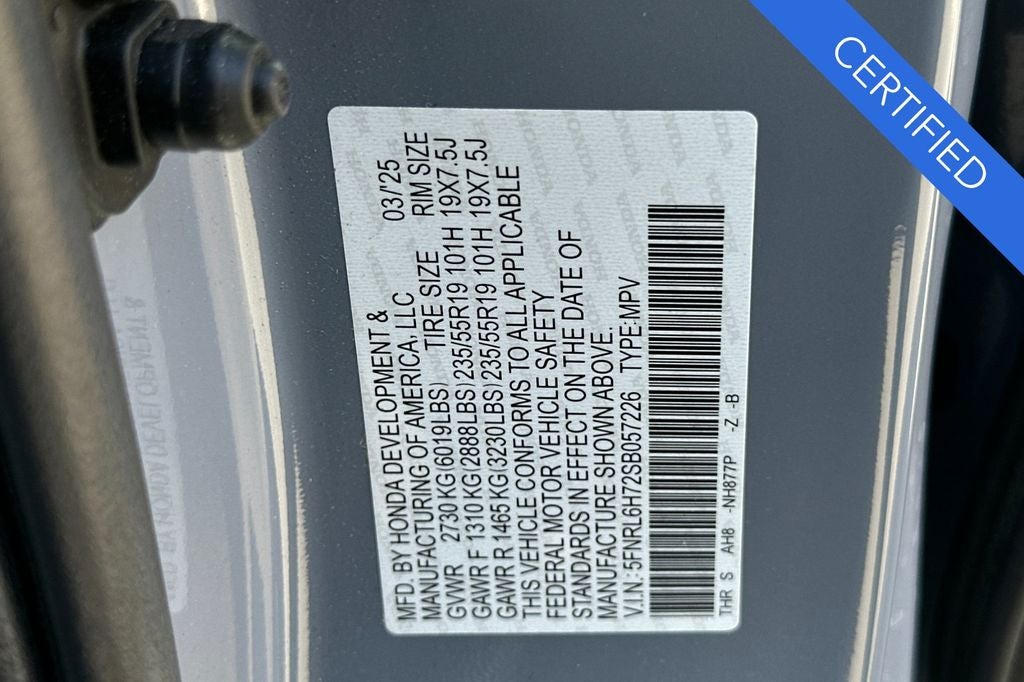 CERTIFIED
MFD. BY HONDA DEVELOPMENT & 03/'25
MANUFACTURING OF AMERICA, LLC
GVWR 2730 KG(6019LBS) TIRE SIZE RIM SIZE
GAWR F 1310 KG(2888LBS) 235/55R19 101H 19X7.5J
GAWR R 1465 KG(3230LBS) 235/55R19 101H 19X7.5J
THIS VEHICLE CONFORMS TO ALL APPLICABLE
FEDERAL MOTOR VEHICLE SAFETY
STANDARDS IN EFFECT ON THE DATE OF
MANUFACTURE SHOWN ABOVE.
V.I.N.:5FNRL6H72SB057226 TYPE:MPV
THR S AH8 -NH877P -Z -B